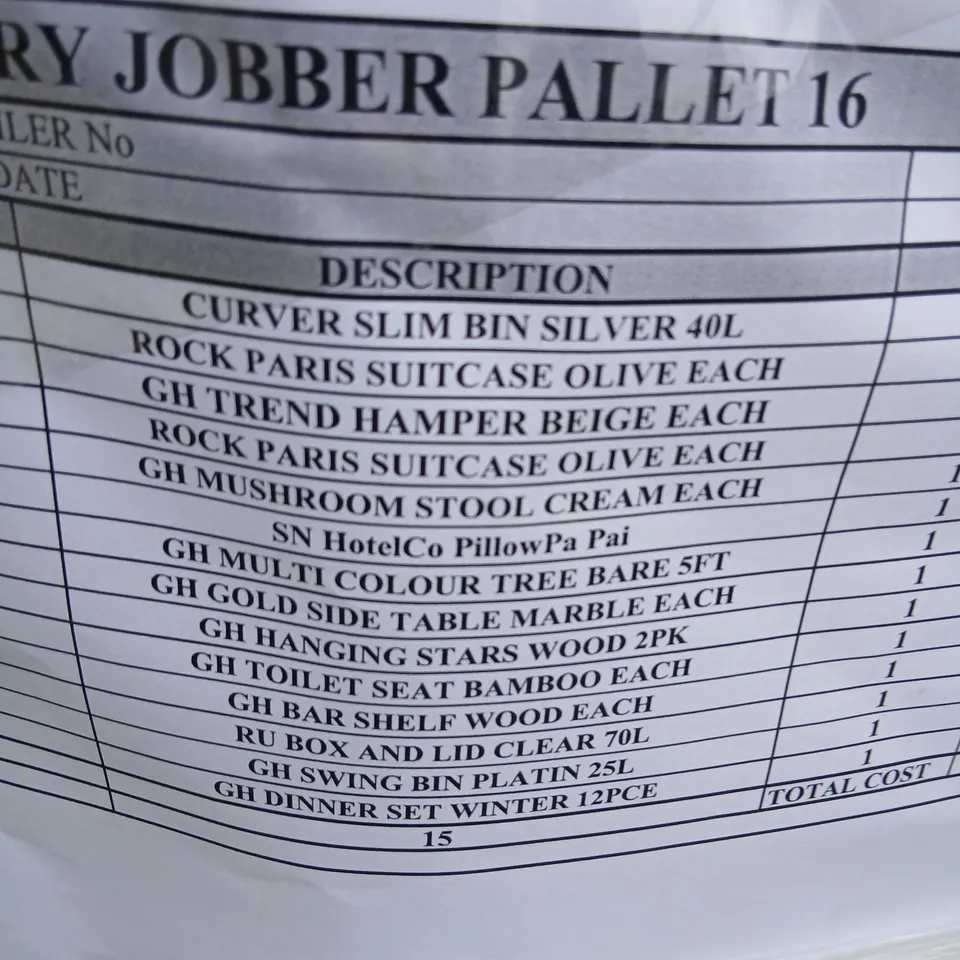 RY JOBBER PALLET 16
ILER No
DATE
DESCRIPTION
CURVER SLIM BIN SILVER 40L
ROCK PARIS SUITCASE OLIVE EACH
GH TREND HAMPER BEIGE EACH
ROCK PARIS SUITCASE OLIVE EACH
GH MUSHROOM STOOL CREAM EACH 1
SN HotelCo PillowPa Pai 1
GH MULTI COLOUR TREE BARE 5FT 1
GH GOLD SIDE TABLE MARBLE EACH 1
GH HANGING STARS WOOD 2PK 1
GH TOILET SEAT BAMBOO EACH 1
GH BAR SHELF WOOD EACH 1
RU BOX AND LID CLEAR 70L 1
GH SWING BIN PLATIN 25L 1
GH DINNER SET WINTER 12PCE 1
15 TOTAL COST